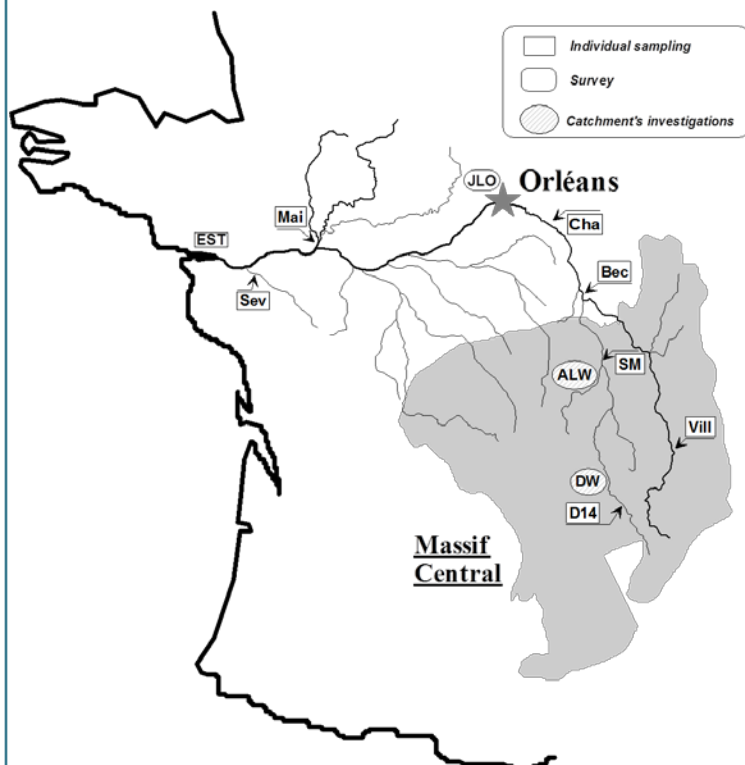 Individual sampling
Survey
Catchment's investigations
JLO
Orléans
Mai
Cha
EST
Bec
Sev
SM
ALW
Vill
DW
D14
Massif
Central